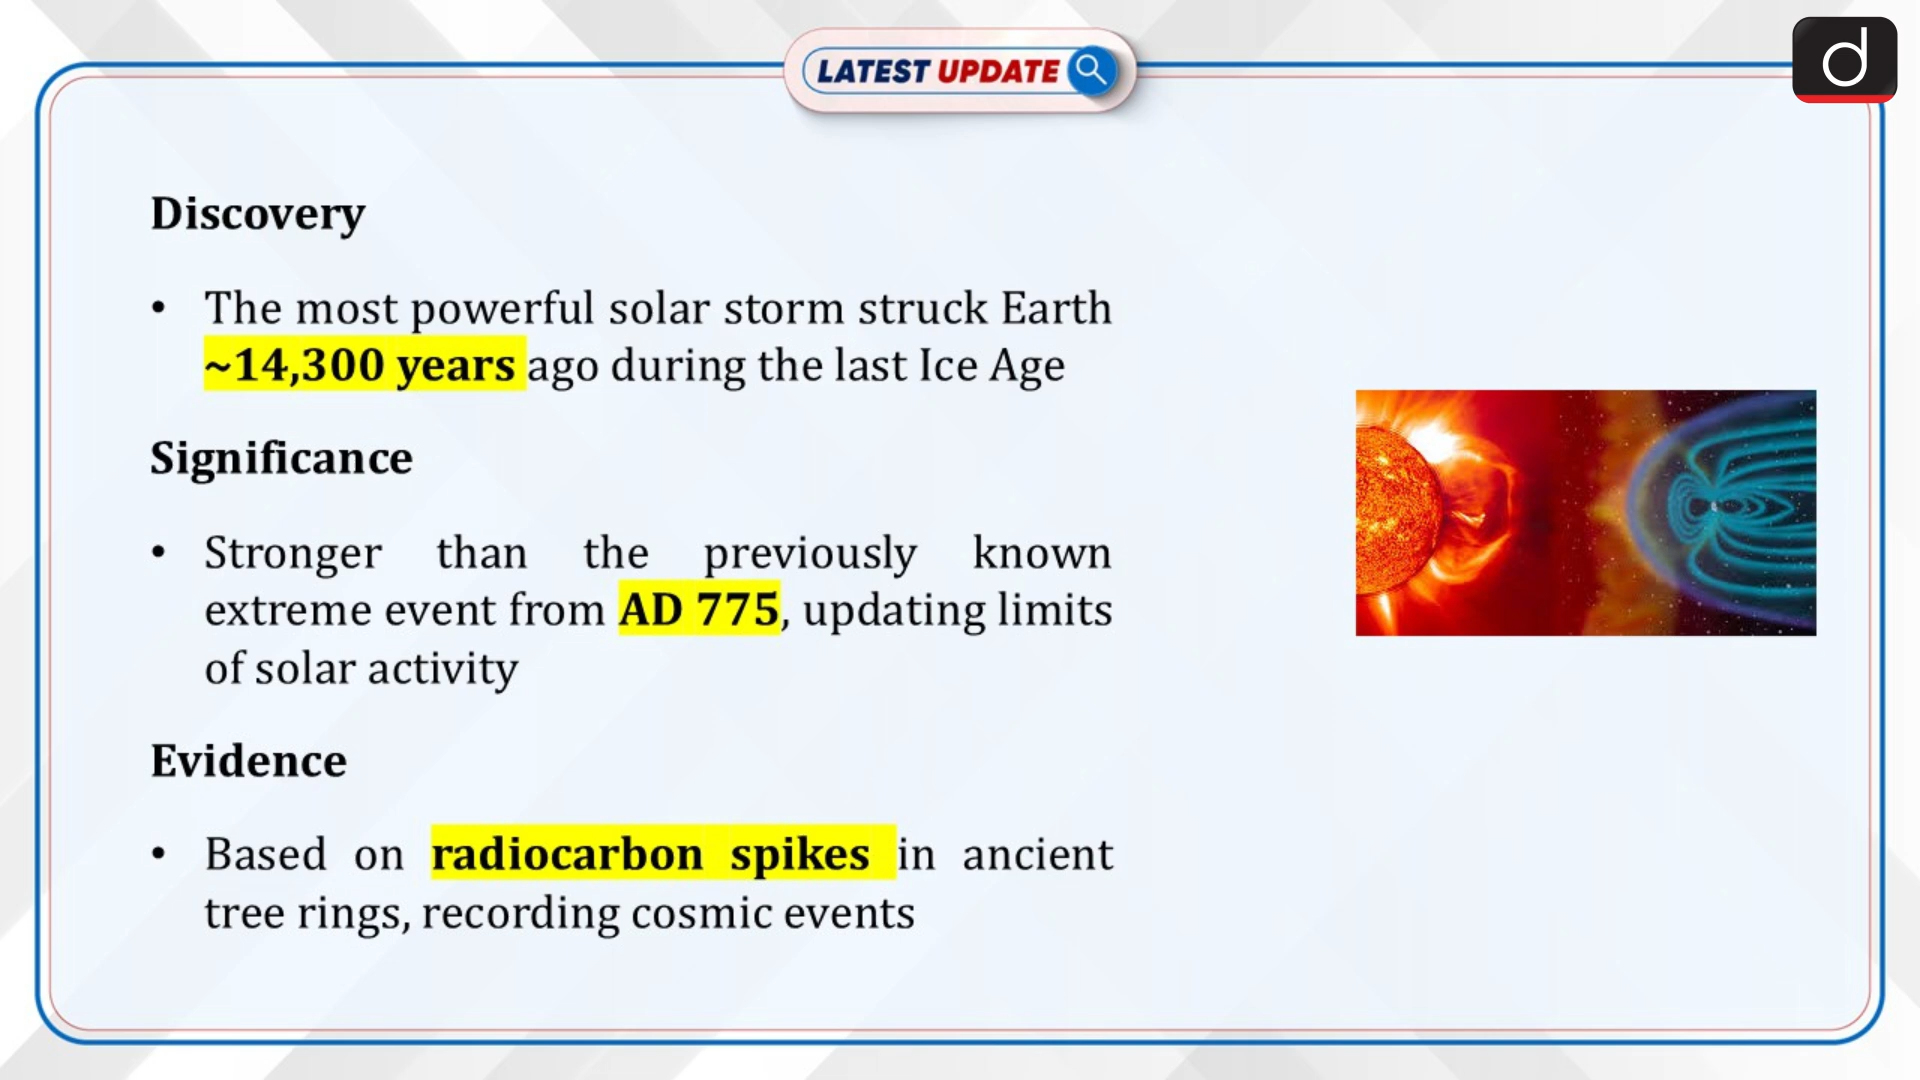 LATEST UPDATE
d
Discovery
• The most powerful solar storm struck Earth
~14,300 years ago during the last Ice Age
Significance
• Stronger than the previously known
extreme event from AD 775, updating limits
of solar activity
Evidence
• Based on radiocarbon spikes in ancient
tree rings, recording cosmic events